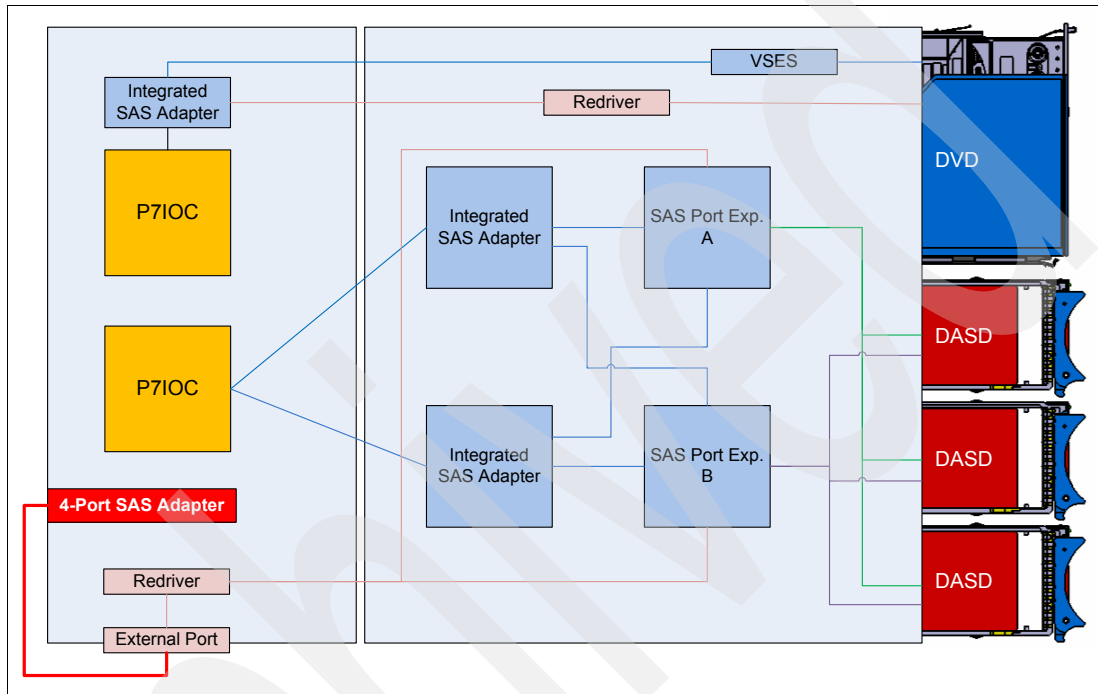 VSES
Integrated
SAS Adapter
Redriver
DVD
P7IOC
Integrated
SAS Adapter
SAS Port Exp.
A
DASD
P7IOC
Integrated
SAS Adapter
SAS Port Exp.
B
DASD
4-Port SAS Adapter
Redriver
DASD
External Port